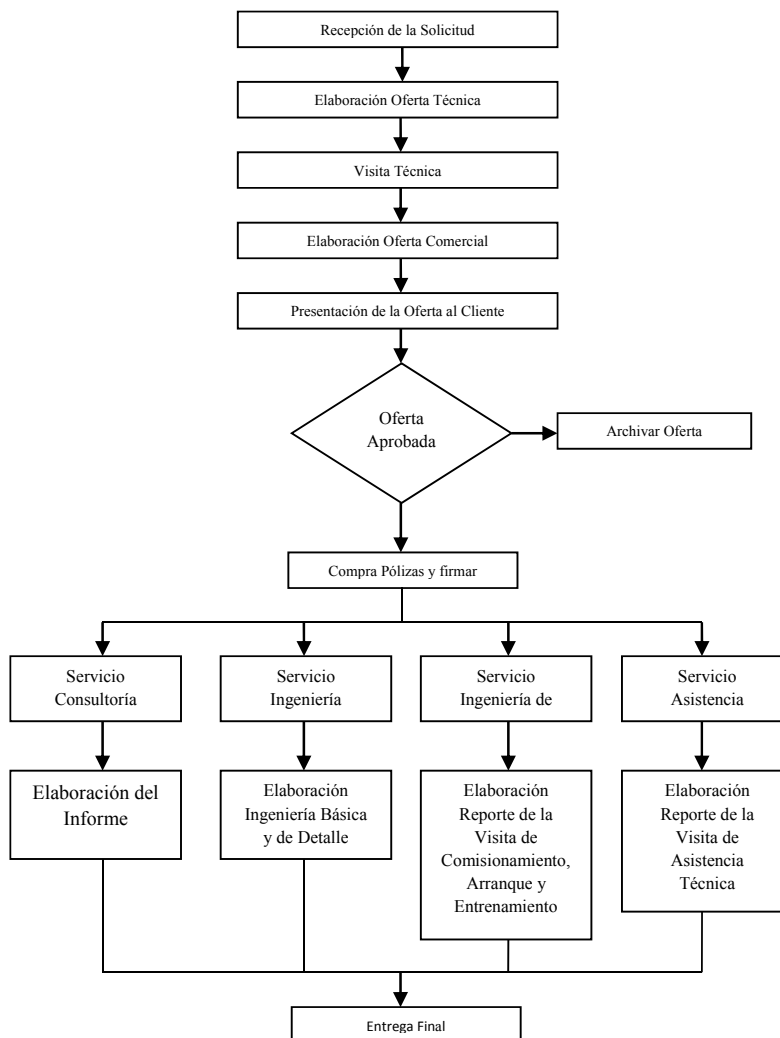 Recepción de la Solicitud
Elaboración Oferta Técnica
Visita Técnica
Elaboración Oferta Comercial
Presentación de la Oferta al Cliente
Oferta
Aprobada
Archivar Oferta
Compra Pólizas y firmar
Servicio
Consultoría
Servicio
Ingeniería
Servicio
Ingeniería de
Servicio
Asistencia
Elaboración del
Informe
Elaboración
Ingeniería Básica
y de Detalle
Elaboración
Reporte de la
Visita de
Comisionamiento,
Arranque y
Entrenamiento
Elaboración
Reporte de la
Visita de
Asistencia
Técnica
Entrega Final